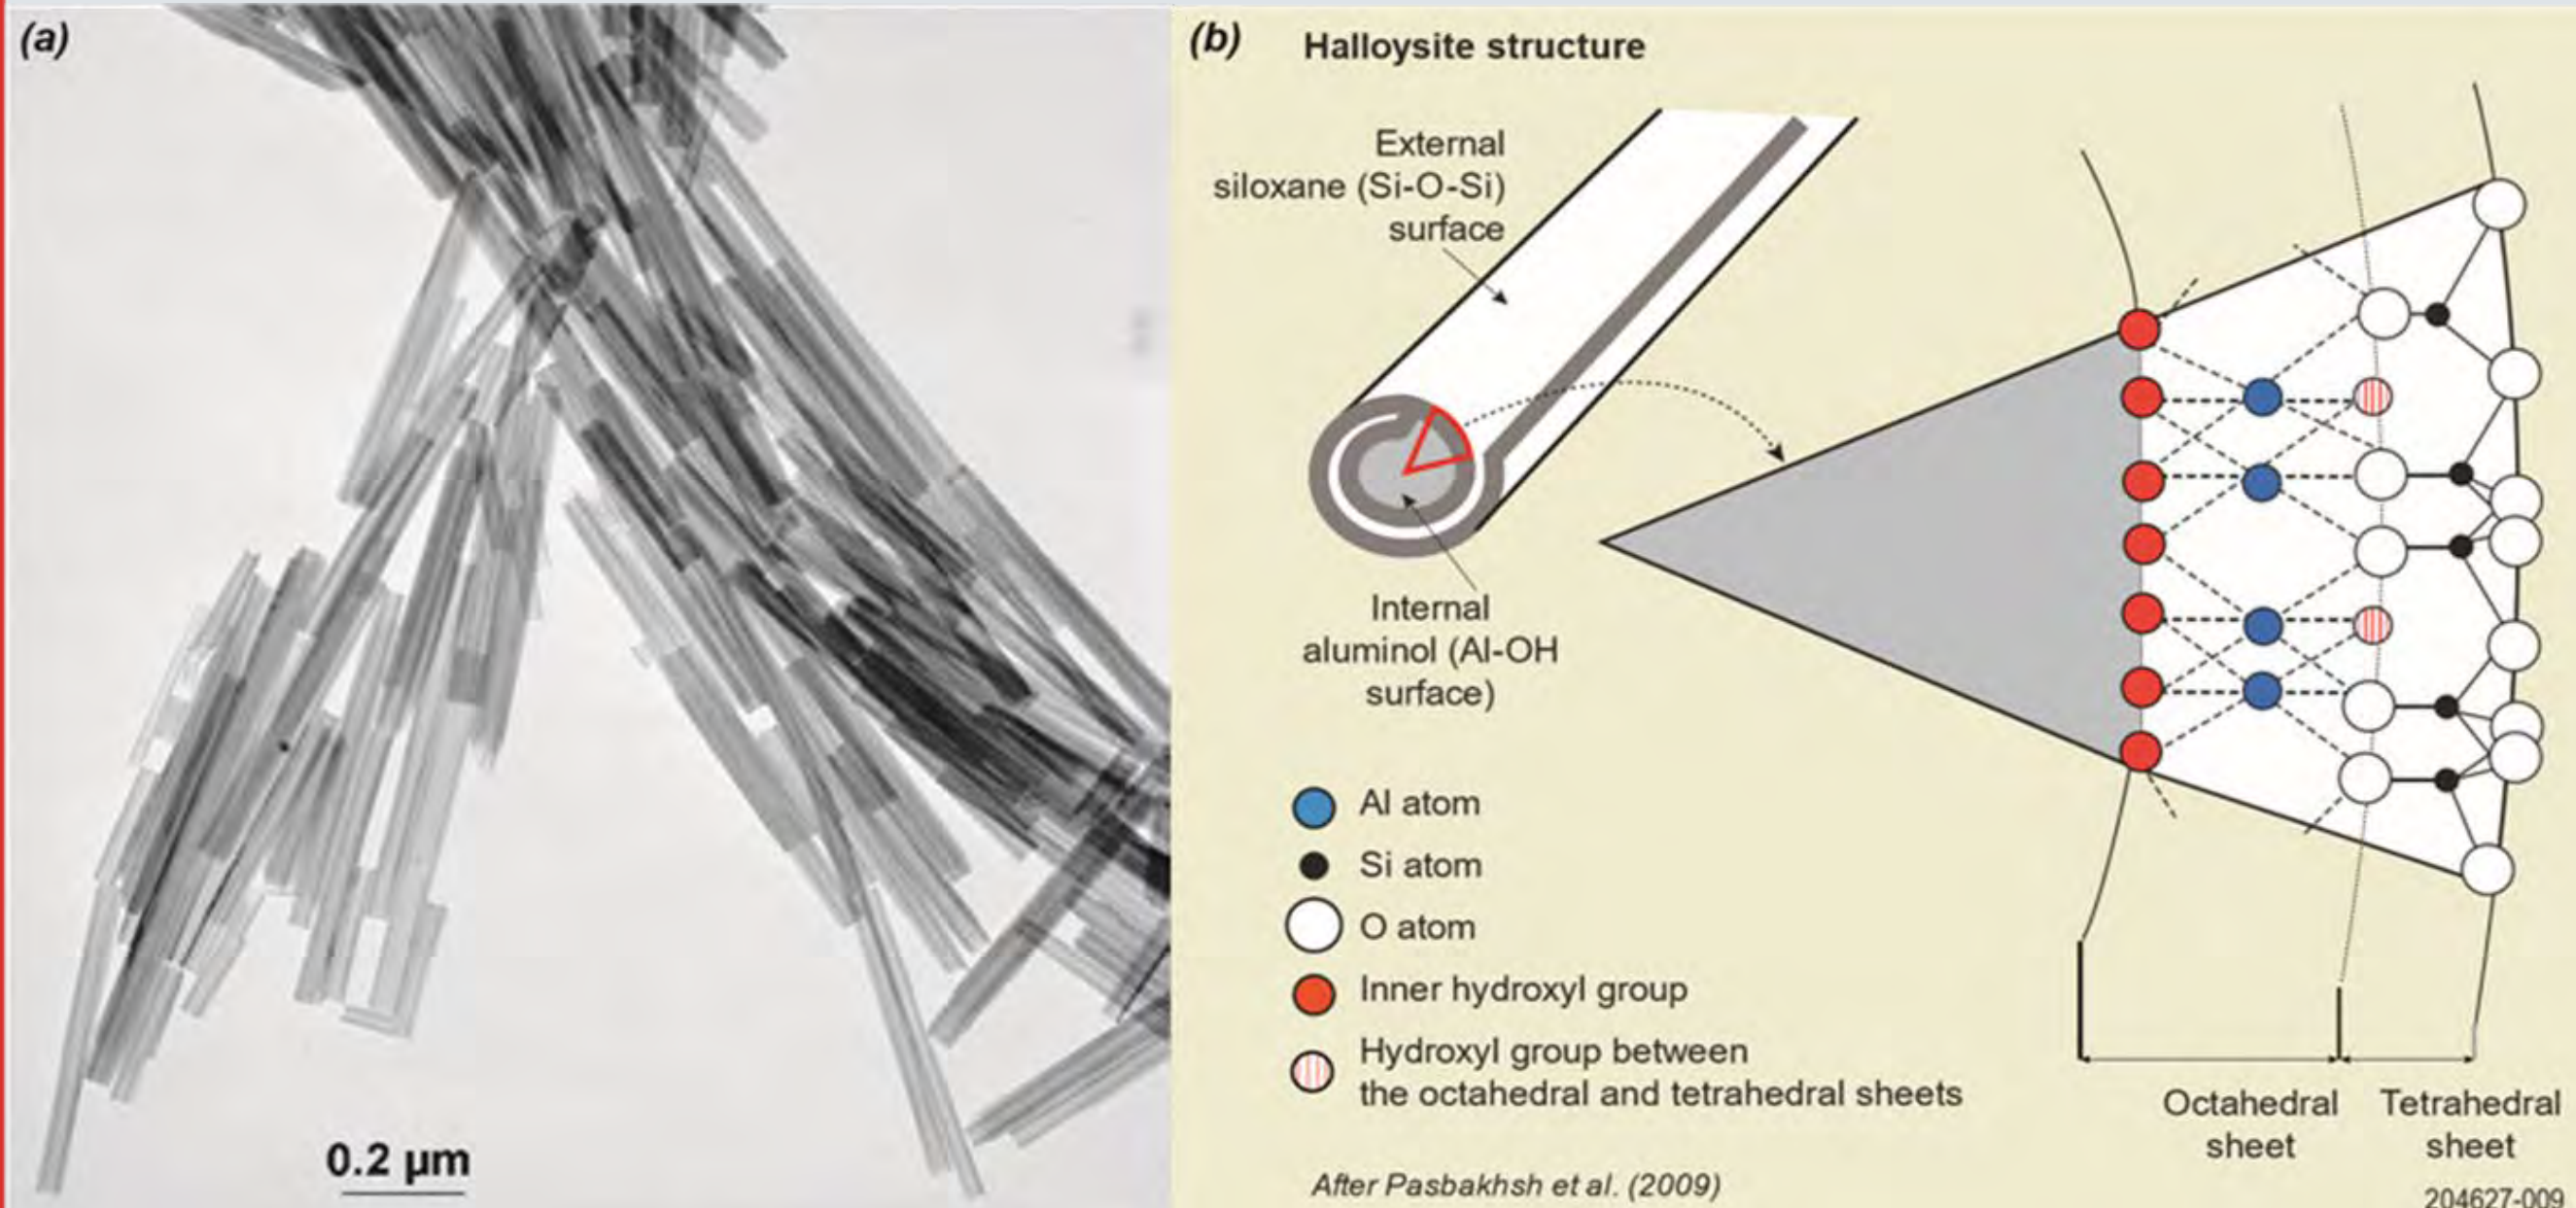 (a)
0.2 µm
(b)
Halloysite structure
External
siloxane (Si-O-Si)
surface
Internal
aluminol (Al-OH
surface)
Al atom
Si atom
O atom
Inner hydroxyl group
Hydroxyl group between
the octahedral and tetrahedral sheets
Octahedral
sheet
Tetrahedral
sheet
After Pasbakhsh et al. (2009)
204627-009